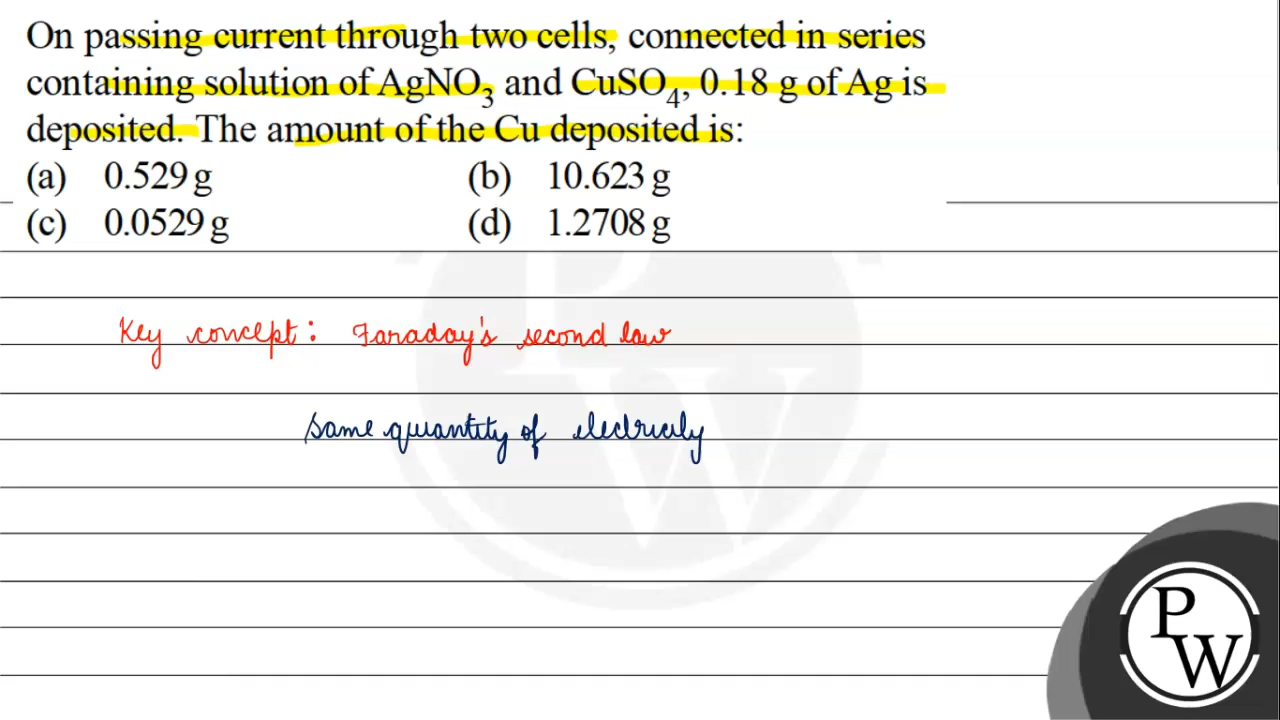 On passing current through two cells, connected in series
containing solution of AgNO3 and CuSO4, 0.18 g of Ag is
deposited. The amount of the Cu deposited is:
(a) 0.529 g (b) 10.623 g
(c) 0.0529 g (d) 1.2708 g
Key concept: Faraday's second law
same quantity of electricity
P
W